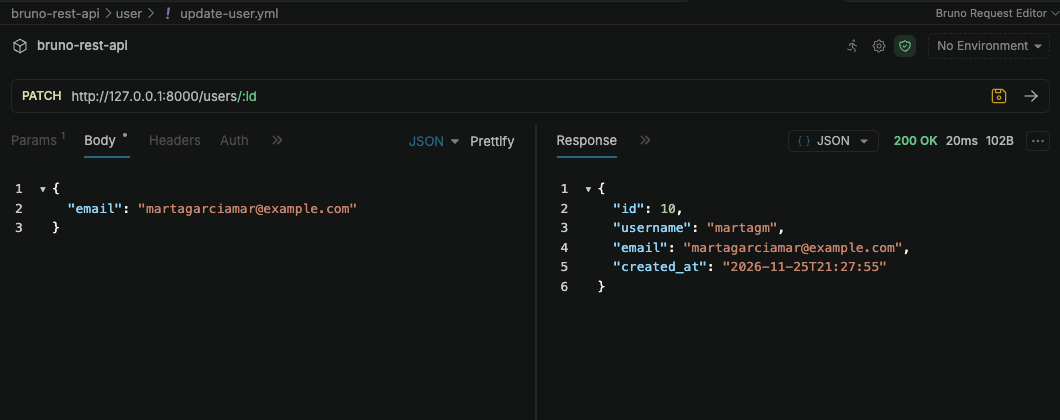 bruno-rest-api > user > ! update-user.yml
Bruno Request Editor
bruno-rest-api
No Environment
PATCH http://127.0.0.1:8000/users/:id
Params 1 Body Headers Auth
JSON Prettify
1 {
2 "email": "martagarciamar@example.com"
3 }
Response
{ } JSON 200 OK 20ms 102B
1 {
2 "id": 10,
3 "username": "martagm",
4 "email": "martagarciamar@example.com",
5 "created_at": "2026-11-25T21:27:55"
6 }